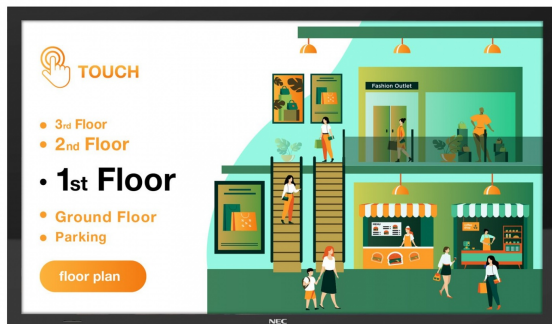 TOUCH
3rd Floor
2nd Floor
1st Floor
Ground Floor
Parking
floor plan
Fashion Outlet
NEC